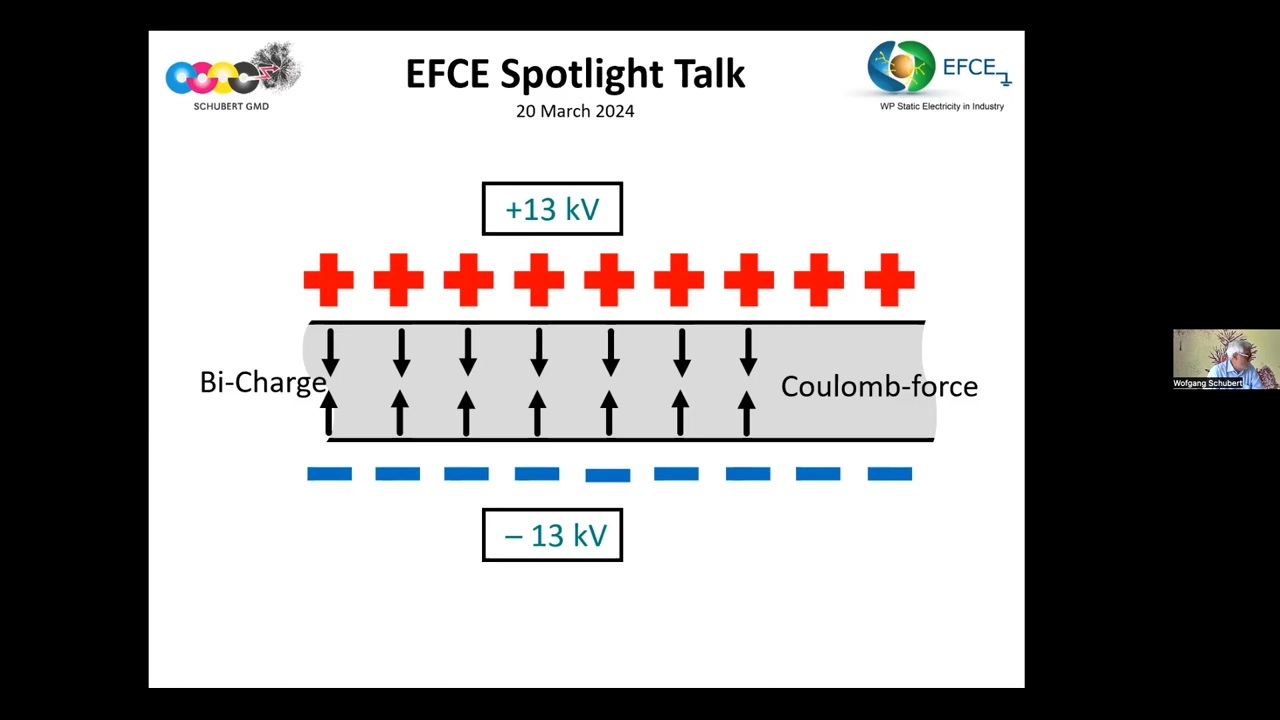 EFCE Spotlight Talk
20 March 2024
SCHUBERT GMD
EFCE
WP Static Electricity in Industry
+13 kV
Bi-Charge
Coulomb-force
– 13 kV
Wofgang Schubert